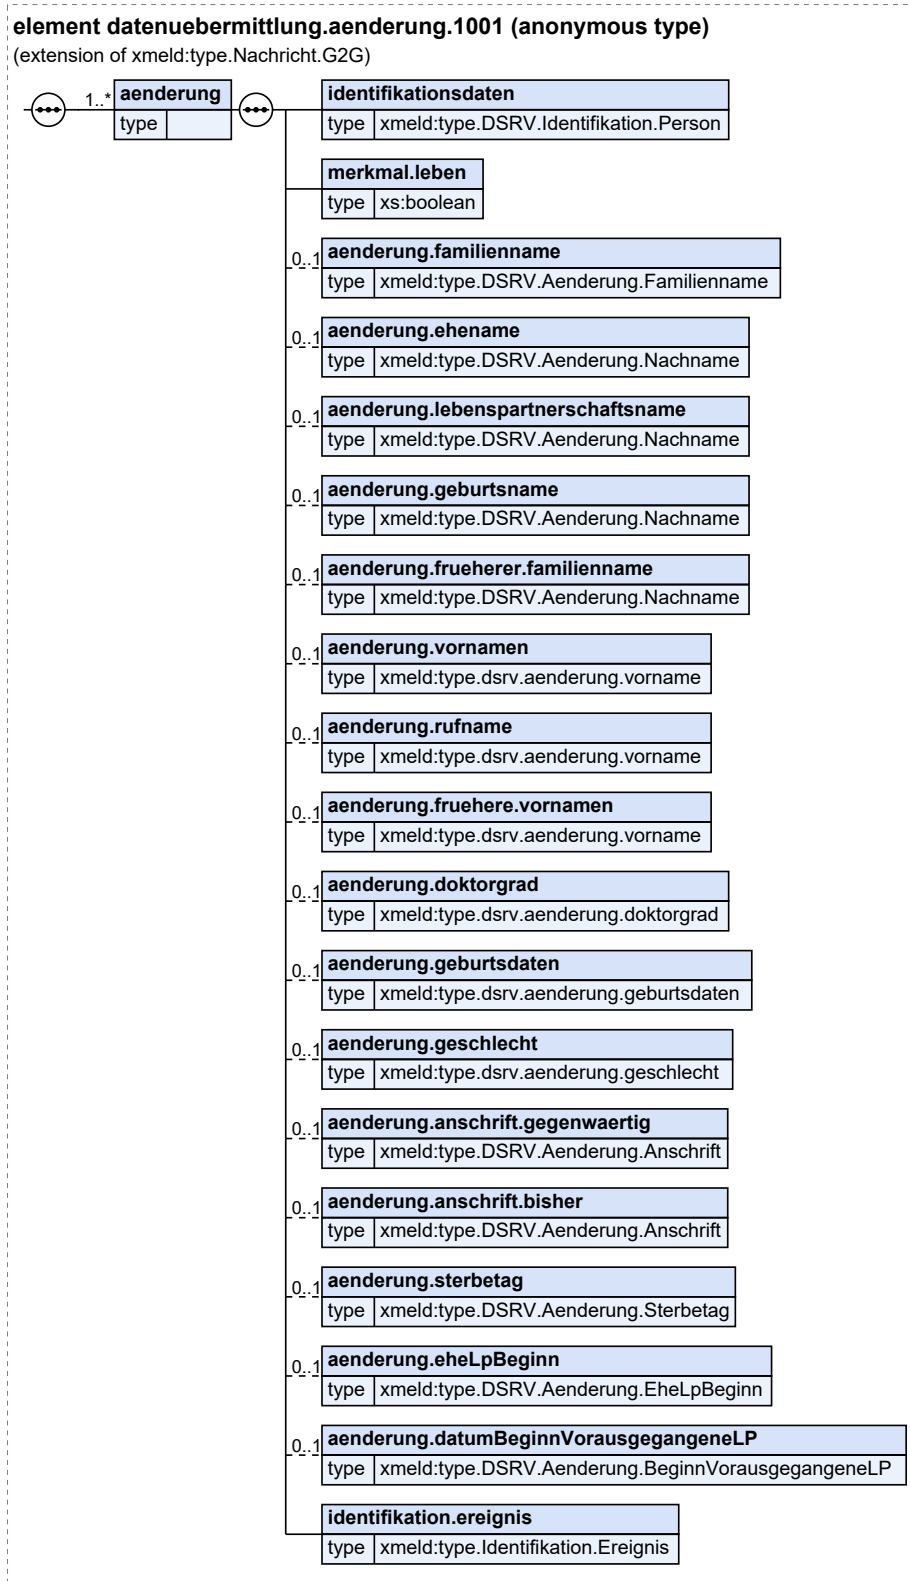 element datenuebermittlung.aenderung.1001 (anonymous type)
(extension of xmeld:type.Nachricht.G2G)
1..* aenderung
type
identifikationsdaten
type xmeld:type.DSRV.Identifikation.Person
merkmal.leben
type xs:boolean
0..1 aenderung.familienname
type xmeld:type.DSRV.Aenderung.Familienname
0..1 aenderung.ehename
type xmeld:type.DSRV.Aenderung.Nachname
0..1 aenderung.lebenspartnerschaftsname
type xmeld:type.DSRV.Aenderung.Nachname
0..1 aenderung.geburtsname
type xmeld:type.DSRV.Aenderung.Nachname
0..1 aenderung.frueherer.familienname
type xmeld:type.DSRV.Aenderung.Nachname
0..1 aenderung.vornamen
type xmeld:type.dsrv.aenderung.vorname
0..1 aenderung.rufname
type xmeld:type.dsrv.aenderung.vorname
0..1 aenderung.fruehere.vornamen
type xmeld:type.dsrv.aenderung.vorname
0..1 aenderung.doktorgrad
type xmeld:type.dsrv.aenderung.doktorgrad
0..1 aenderung.geburtsdaten
type xmeld:type.dsrv.aenderung.geburtsdaten
0..1 aenderung.geschlecht
type xmeld:type.dsrv.aenderung.geschlecht
0..1 aenderung.anschrift.gegenwaertig
type xmeld:type.DSRV.Aenderung.Anschrift
0..1 aenderung.anschrift.bisher
type xmeld:type.DSRV.Aenderung.Anschrift
0..1 aenderung.sterbetag
type xmeld:type.DSRV.Aenderung.Sterbetag
0..1 aenderung.eheLpBeginn
type xmeld:type.DSRV.Aenderung.EheLpBeginn
0..1 aenderung.datumBeginnVorausgegangeneLP
type xmeld:type.DSRV.Aenderung.BeginnVorausgegangeneLP
identifikation.ereignis
type xmeld:type.Identifikation.Ereignis